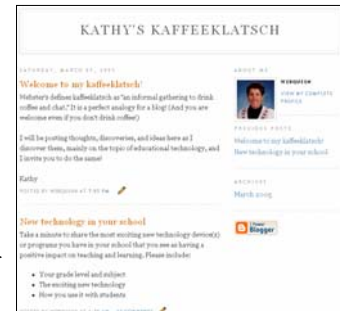 KATHY'S KAFFEEKLATSCH
SATURDAY, MARCH
Welcome to my kaffeeklatsch!
Webster's defines kaffeeklatsch as "an informal gathering to drink
coffee and chat." It is a perfect analogy for a blog! (And you are
welcome even if you don't drink coffee!)
I will be posting thoughts, discoveries, and ideas here as I
discover them, mainly on the topic of educational technology, and
I invite you to do the same!
Kathy
POSTED BY WEBQUEEN AT
New technology in your school
Take a minute to share the most exciting new technology device(s)
or programs you have in your school that you see as having a
positive impact on teaching and learning. Please include:
• Your grade level and subject
• The exciting new technology
• How you use it with students
ABOUT ME
WEBQUEEN
VIEW MY COMPLETE
PROFILE
PREVIOUS POSTS
Welcome to my kaffeeklatsch!
New technology in your school
ARCHIVES
March 2005
Blogger